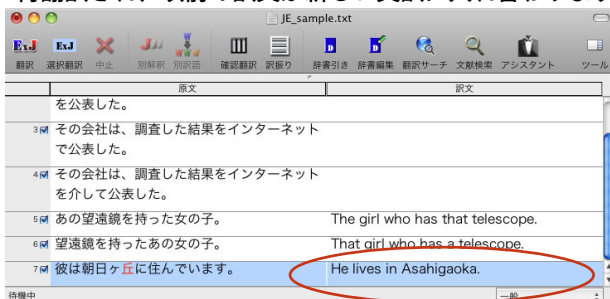 JE_sample.txt
翻訳 選択翻訳 中止 別解釈 別訳語 確認翻訳 訳振り 辞書引き 辞書編集 翻訳サーチ 文献検索 アシスタント ツール
原文 訳文
を公表した。
3 その会社は、調査した結果をインターネット
で公表した。
4 その会社は、調査した結果をインターネット
を介して公表した。
5 あの望遠鏡を持った女の子。 The girl who has that telescope.
6 望遠鏡を持ったあの女の子。 That girl who has a telescope.
7 彼は朝日ヶ丘に住んでいます。 He lives in Asahigaoka.
待機中 一般